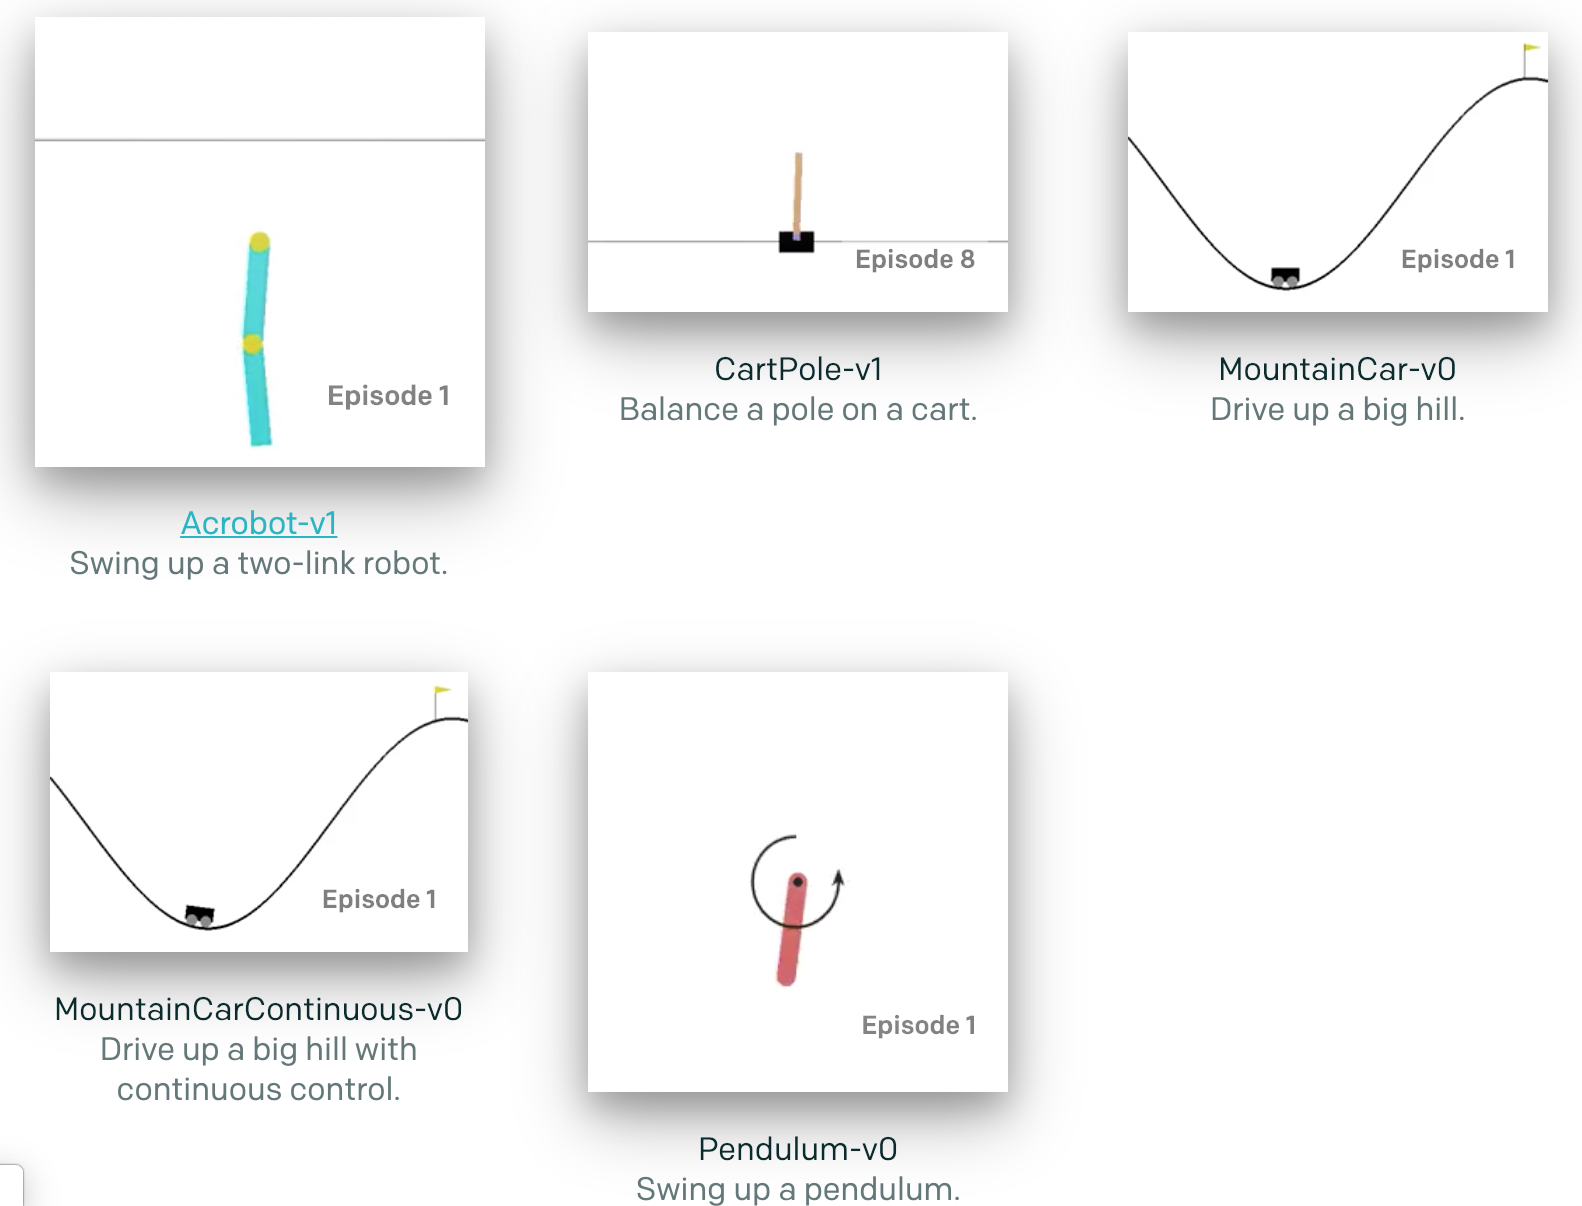 Episode 1
Acrobot-v1
Swing up a two-link robot.
Episode 8
CartPole-v1
Balance a pole on a cart.
Episode 1
MountainCar-v0
Drive up a big hill.
Episode 1
MountainCarContinuous-v0
Drive up a big hill with
continuous control.
Episode 1
Pendulum-v0
Swing up a pendulum.